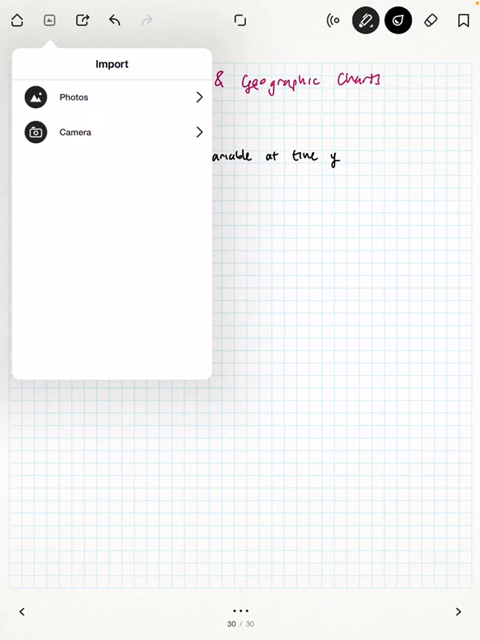 Import
& Geographic Charts
Photos
Camera
ariable at time y
30 / 30